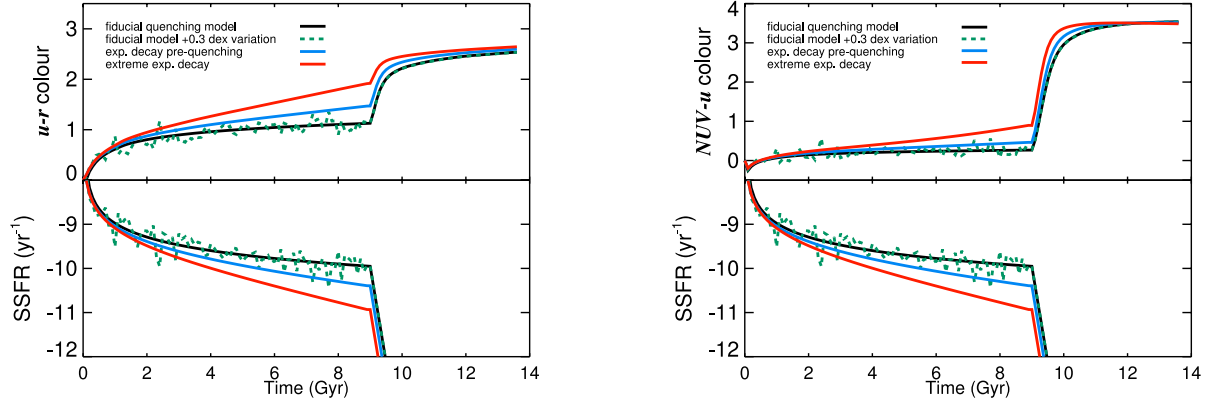 fiducial quenching model
fiducial model +0.3 dex variation
exp. decay pre-quenching
extreme exp. decay
u-r colour
3
2
1
0
SSFR (yr-1)
-9
-10
-11
-12
0 2 4 6 8 10 12 14
Time (Gyr)
fiducial quenching model
fiducial model +0.3 dex variation
exp. decay pre-quenching
extreme exp. decay
NUV-u colour
4
3
2
1
0
SSFR (yr-1)
-9
-10
-11
-12
0 2 4 6 8 10 12 14
Time (Gyr)